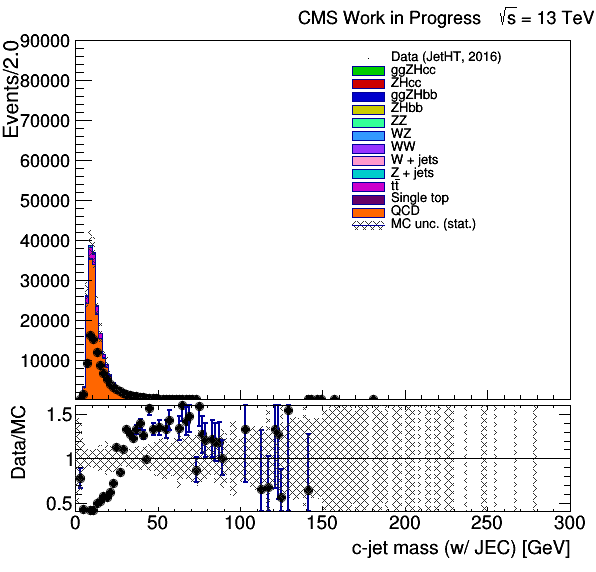 CMS Work in Progress √s = 13 TeV
Events/2.0
90000
80000
70000
60000
50000
40000
30000
20000
10000
Data (JetHT, 2016)
ggZHcc
ZHcc
ggZHbb
ZHbb
ZZ
WZ
WW
W + jets
Z + jets
tt̄
Single top
QCD
MC unc. (stat.)
Data/MC
1.5
1
0.5
0 50 100 150 200 250 300
c-jet mass (w/ JEC) [GeV]